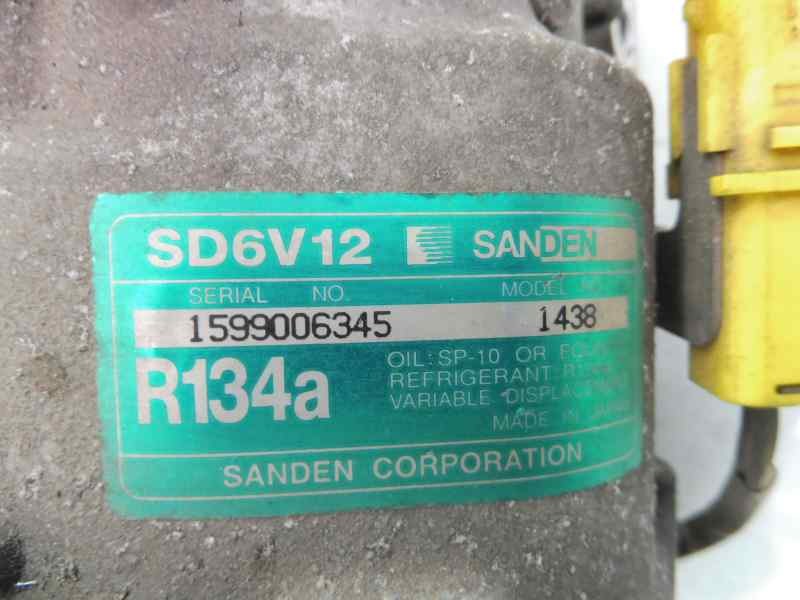 SD6V12 SANDEN
SERIAL NO. MODEL
1599006345 1438
R134a
OIL: SP-10 OR
REFRIGERANT:
VARIABLE DISPLACEMENT
MADE IN JAPAN
SANDEN CORPORATION